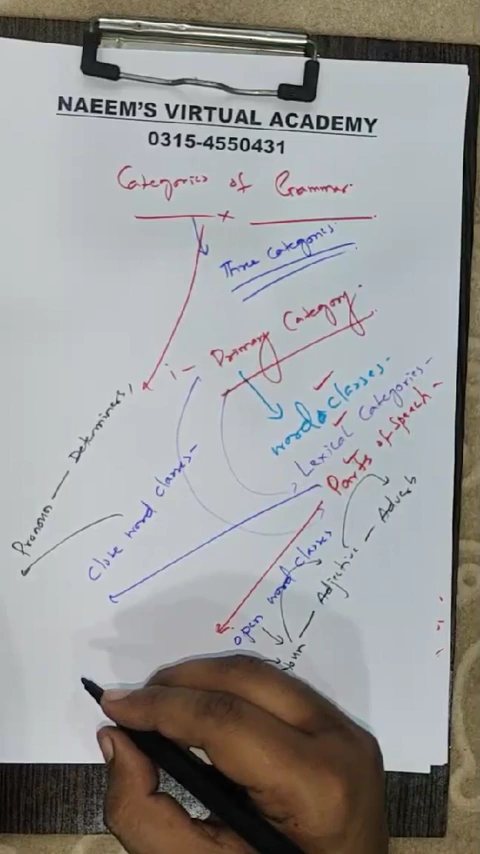 NAEEM'S VIRTUAL ACADEMY
0315-4550431
Categories of Grammar
Three Categories.
i- Primary Category.
word classes-
Lexical Categories-
Parts of Speech-
Close word classes-
Pronoun — Determiners,
open word classes
Noun — Adjective — Adverb